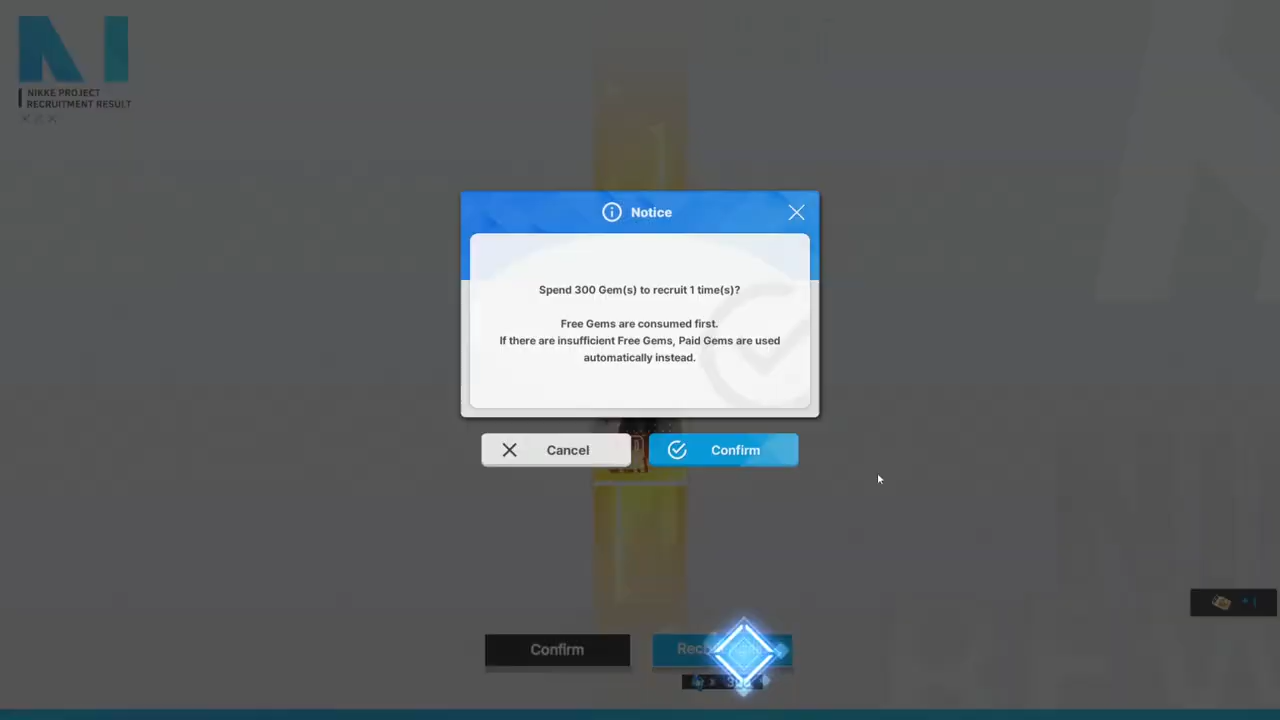 NI
NIKKE PROJECT
RECRUITMENT RESULT
Notice
Spend 300 Gem(s) to recruit 1 time(s)?
Free Gems are consumed first.
If there are insufficient Free Gems, Paid Gems are used
automatically instead.
Cancel
Confirm
Confirm